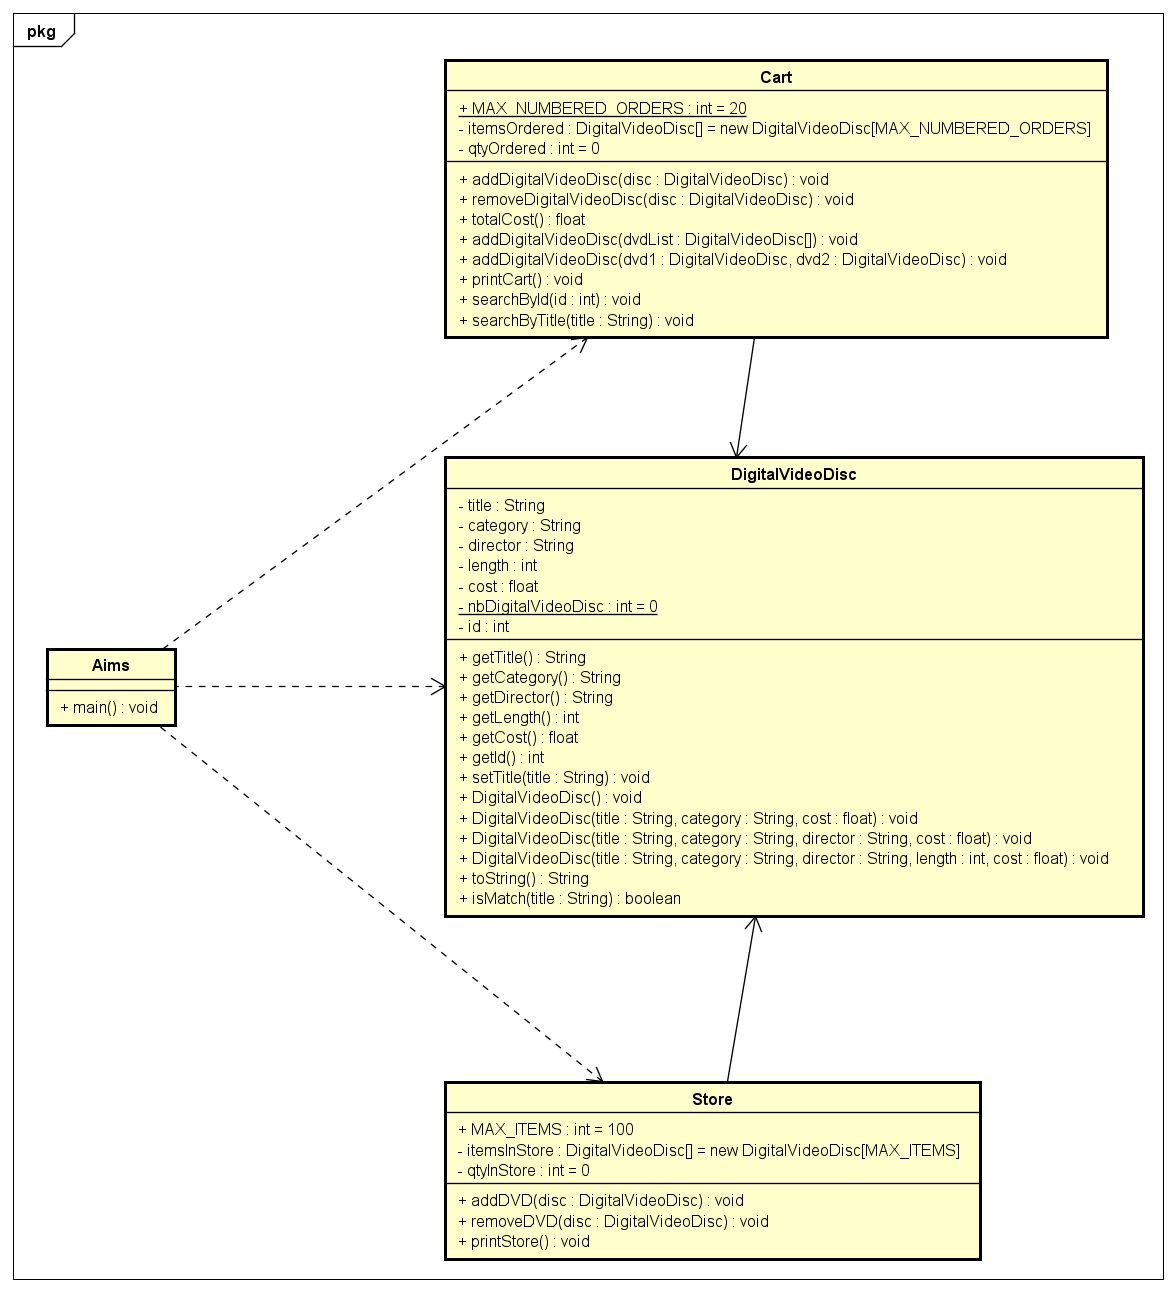 pkg
Cart
+ MAX_NUMBERED_ORDERS : int = 20
- itemsOrdered : DigitalVideoDisc[] = new DigitalVideoDisc[MAX_NUMBERED_ORDERS]
- qtyOrdered : int = 0
+ addDigitalVideoDisc(disc : DigitalVideoDisc) : void
+ removeDigitalVideoDisc(disc : DigitalVideoDisc) : void
+ totalCost() : float
+ addDigitalVideoDisc(dvdList : DigitalVideoDisc[]) : void
+ addDigitalVideoDisc(dvd1 : DigitalVideoDisc, dvd2 : DigitalVideoDisc) : void
+ printCart() : void
+ searchById(id : int) : void
+ searchByTitle(title : String) : void
DigitalVideoDisc
- title : String
- category : String
- director : String
- length : int
- cost : float
- nbDigitalVideoDisc : int = 0
- id : int
+ getTitle() : String
+ getCategory() : String
+ getDirector() : String
+ getLength() : int
+ getCost() : float
+ getId() : int
+ setTitle(title : String) : void
+ DigitalVideoDisc() : void
+ DigitalVideoDisc(title : String, category : String, cost : float) : void
+ DigitalVideoDisc(title : String, category : String, director : String, cost : float) : void
+ DigitalVideoDisc(title : String, category : String, director : String, length : int, cost : float) : void
+ toString() : String
+ isMatch(title : String) : boolean
Aims
+ main() : void
Store
+ MAX_ITEMS : int = 100
- itemsInStore : DigitalVideoDisc[] = new DigitalVideoDisc[MAX_ITEMS]
- qtyInStore : int = 0
+ addDVD(disc : DigitalVideoDisc) : void
+ removeDVD(disc : DigitalVideoDisc) : void
+ printStore() : void